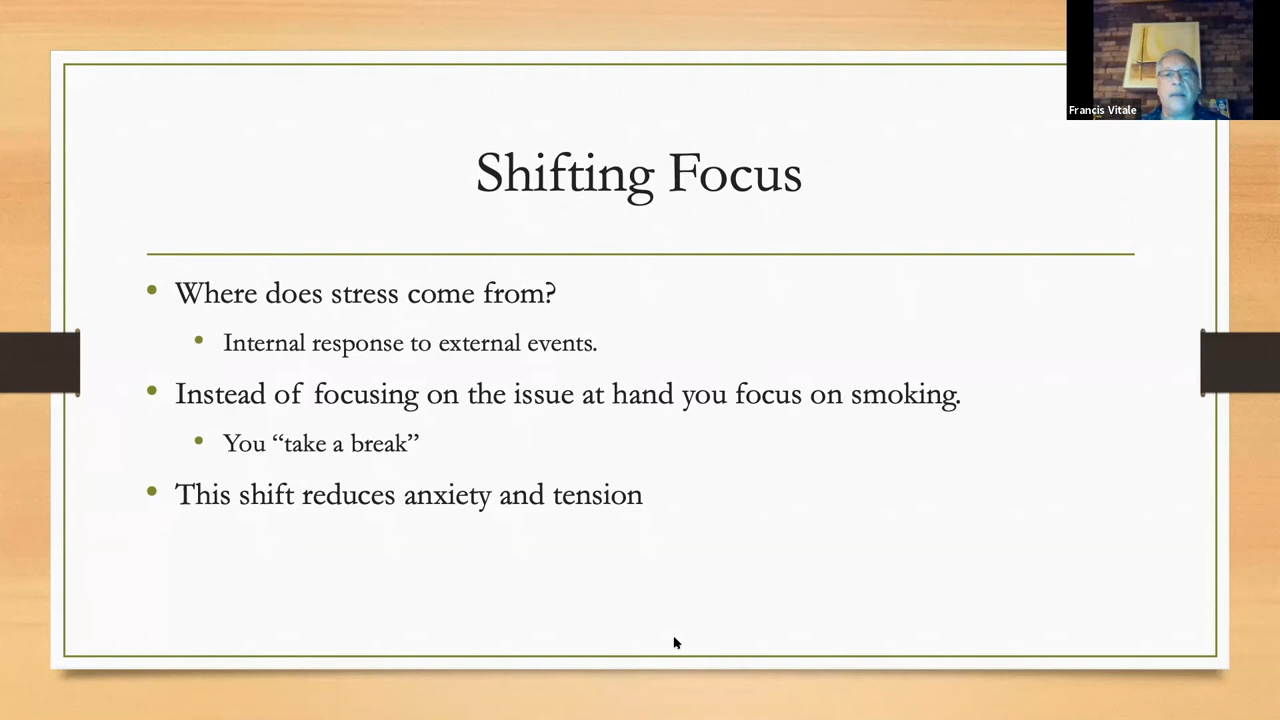 Francis Vitale
Shifting Focus
• Where does stress come from?
• Internal response to external events.
• Instead of focusing on the issue at hand you focus on smoking.
• You “take a break”
• This shift reduces anxiety and tension